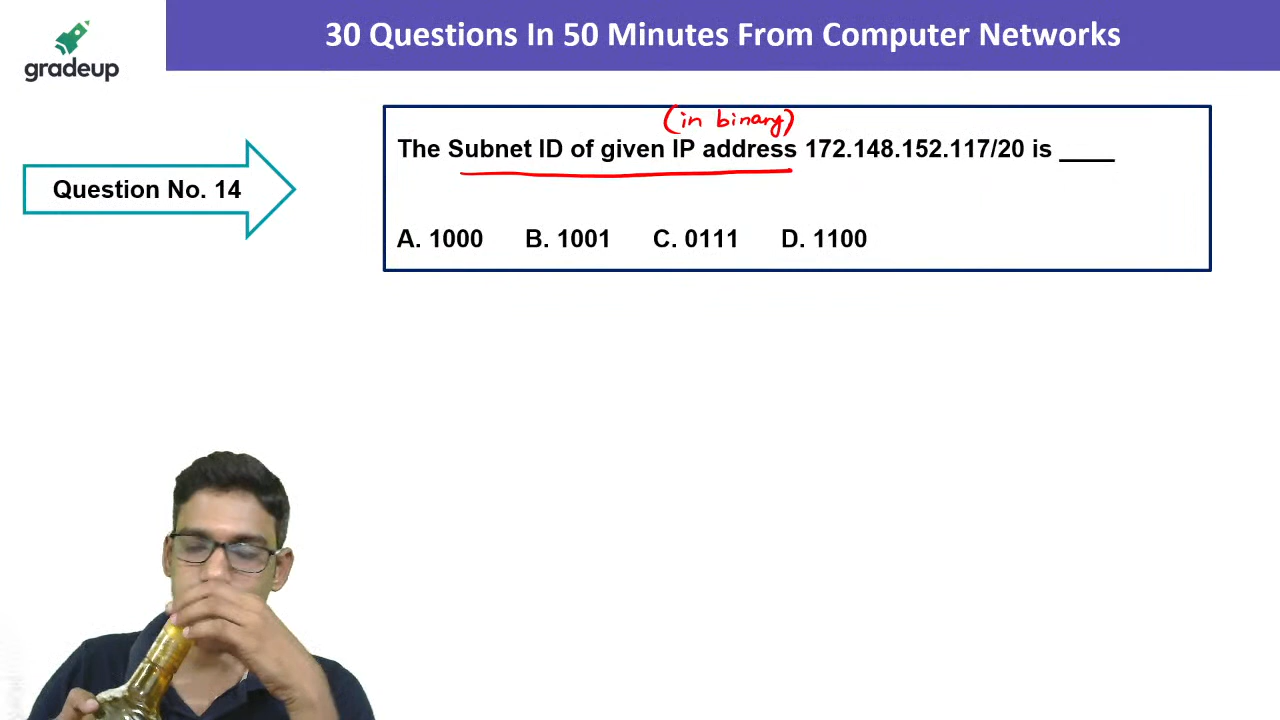 gradeup
30 Questions In 50 Minutes From Computer Networks
Question No. 14
(in binary)
The Subnet ID of given IP address 172.148.152.117/20 is ____
A. 1000 B. 1001 C. 0111 D. 1100